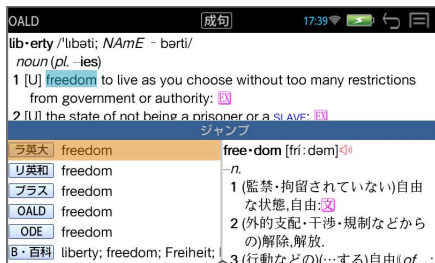 OALD 成句 17:39
lib・erty /ˈlɪbəti; NAmE -bərti/
noun (pl. -ies)
1 [U] freedom to live as you choose without too many restrictions
from government or authority: EX
2 [U] the state of not being a prisoner or a SLAVE: EX
ジャンプ
ラ英大 freedom
リ英和 freedom
プラス freedom
OALD freedom
ODE freedom
B・百科 liberty; freedom; Freiheit;
free・dom [fríːdəm]
―n.
1 (監禁・拘留されていない)自由
な状態,自由:文
2 (外的支配・干渉・規制などから
の)解除,解放.
3 (行動などの)(…する)自由《of